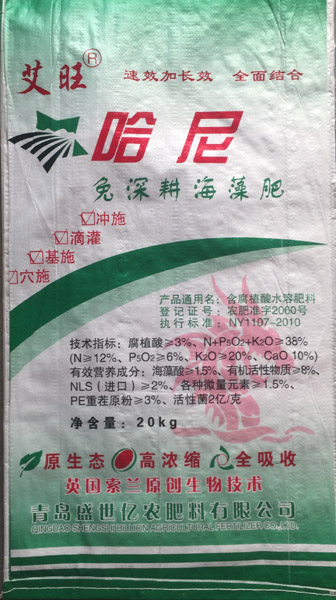 艾旺®
速效加长效 全面结合
哈尼
免深耕海藻肥
☑冲施
☑滴灌
☑基施
☑穴施
产品通用名：含腐植酸水溶肥料
登记证号：农肥准字2060号
执行标准：NY1107-2010
技术指标：腐植酸≥3%、N+P₂O₅+K₂O≥38%
(N≥12%、P₂O₅≥6%、K₂O≥20%、CaO 10%)
有效营养成分：海藻酸≥1.5%、有机活性物质≥8%、
NLS（进口）≥2%、各种微量元素≥1.5%、
PE重茬原粉≥3%、活性菌2亿/克
净含量：20kg
原生态 高浓缩 全吸收
英国索兰原创生物技术
青岛盛世亿农肥料有限公司
QINGDAO SHENGSHI BILLION AGRICULTURAL FERTILIZER CO.,LTD.